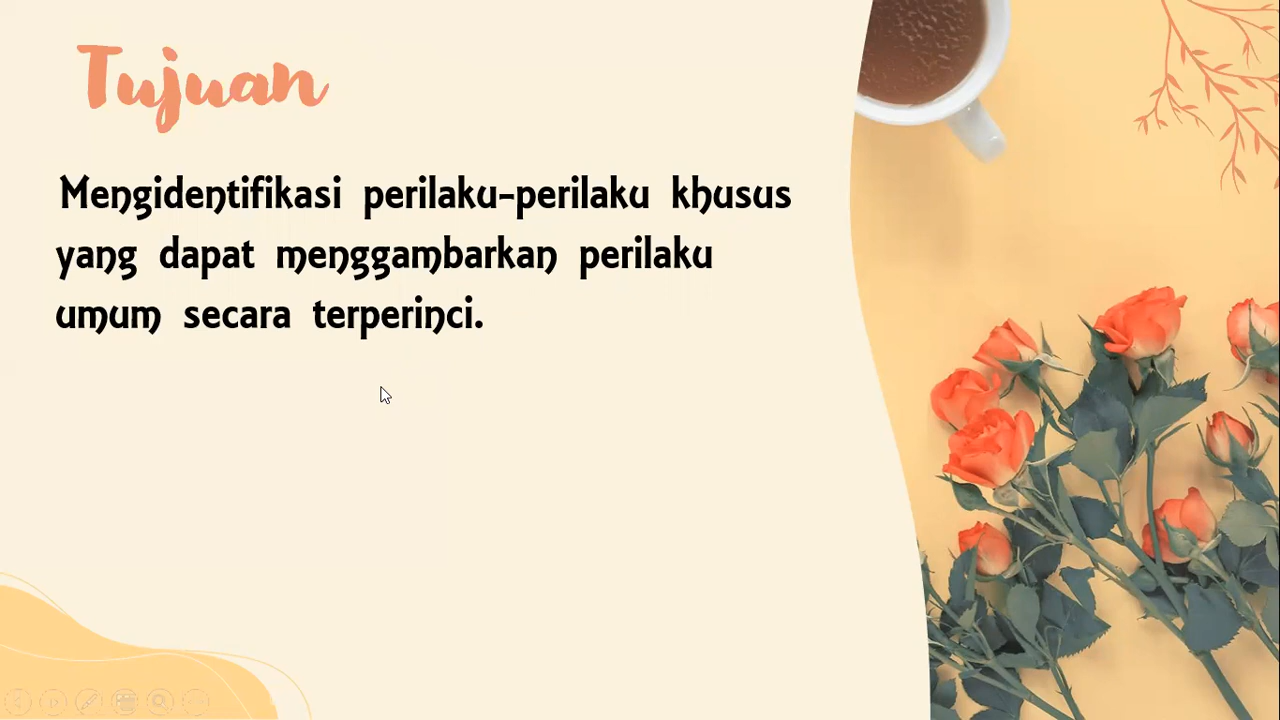 Tujuan
Mengidentifikasi perilaku-perilaku khusus
yang dapat menggambarkan perilaku
umum secara terperinci.